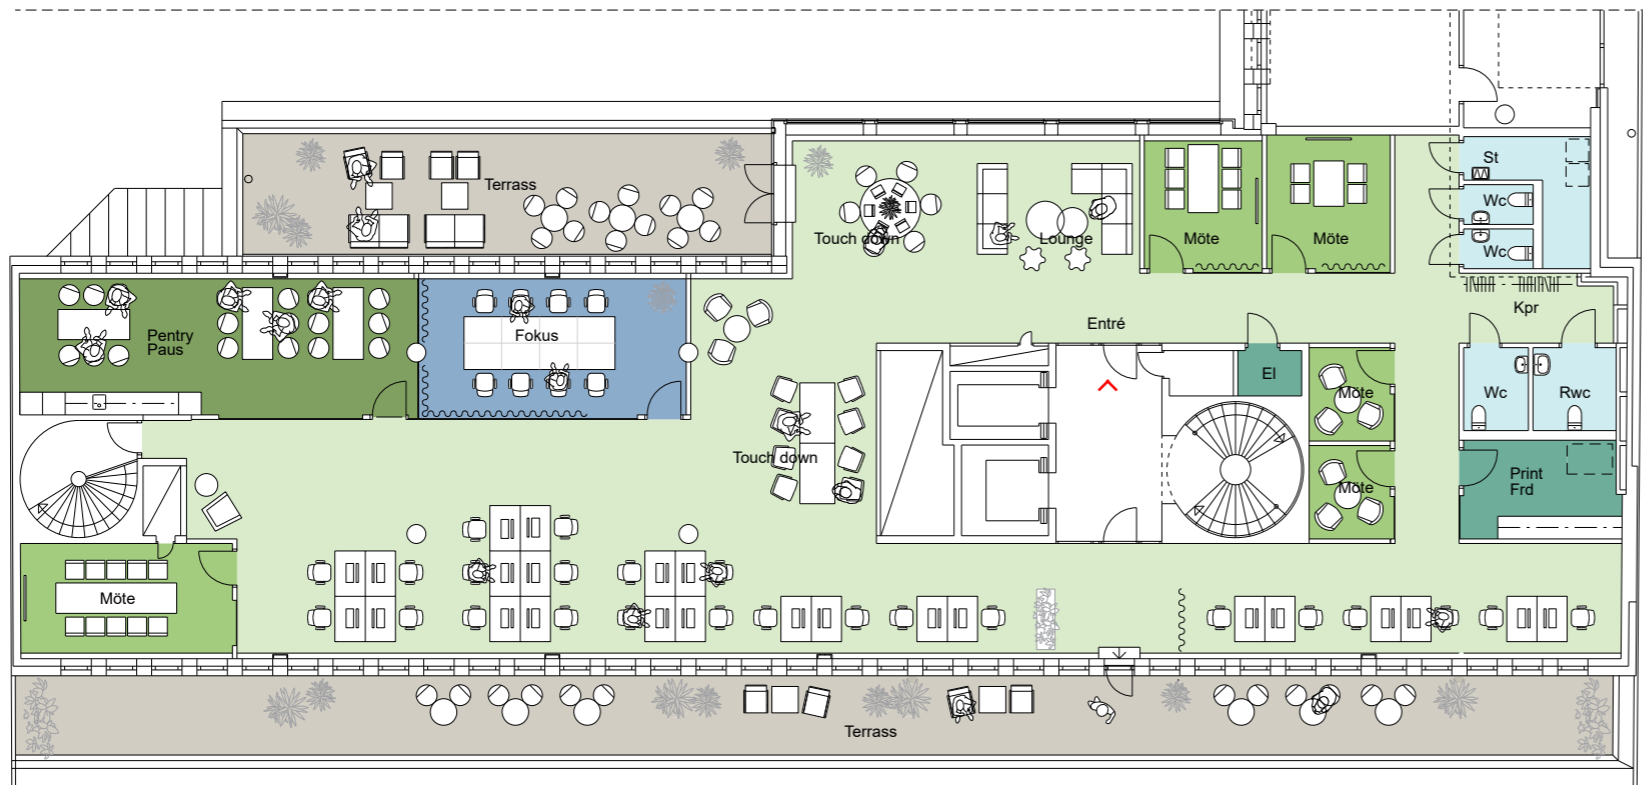 St
Terrass
Wc
Touch down
Lounge
Möte
Möte
Wc
Kpr
Entré
Pentry
Paus
Fokus
El
Möte
Wc
Rwc
Touch down
Print
Frd
Möte
Möte
Terrass